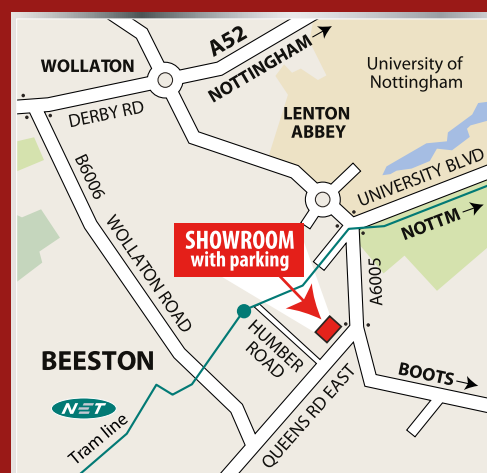 A52
NOTTINGHAM
WOLLATON
DERBY RD
University of
Nottingham
LENTON
ABBEY
B6006
UNIVERSITY BLVD
NOTTM
WOLLATON ROAD
SHOWROOM
with parking
A6005
HUMBER
ROAD
BEESTON
BOOTS
NET
Tram line
QUEENS RD EAST